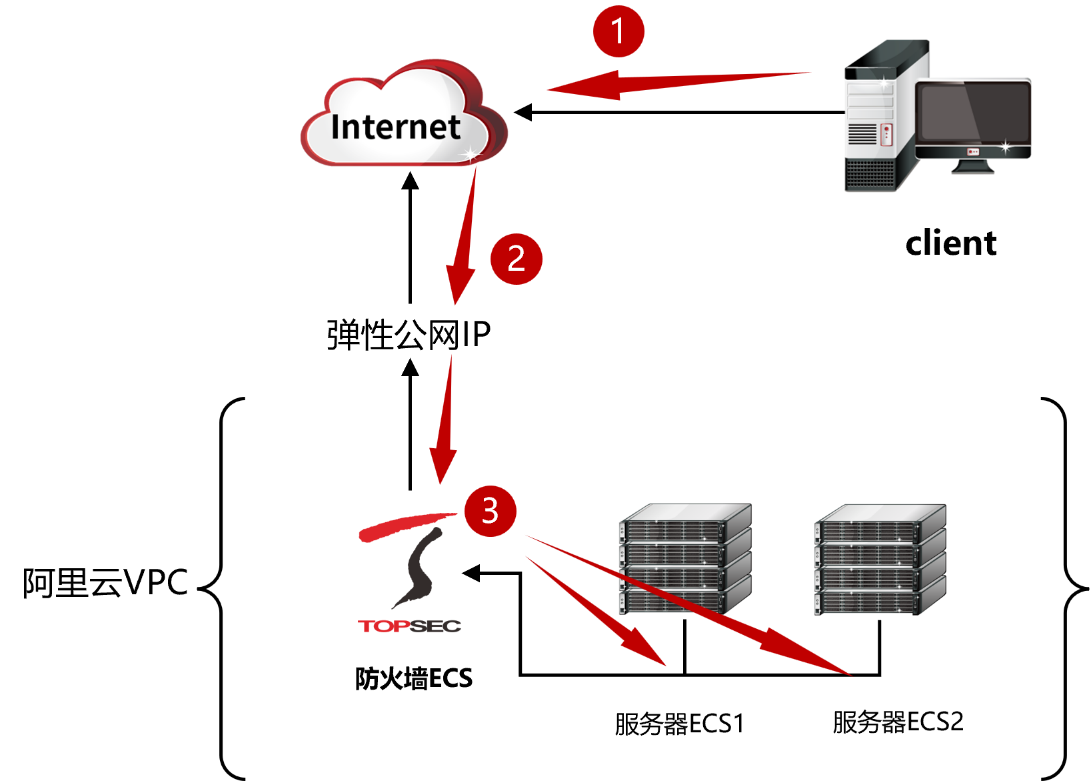 1
Internet
client
2
弹性公网IP
3
阿里云VPC
TOPSEC
防火墙ECS
服务器ECS1
服务器ECS2